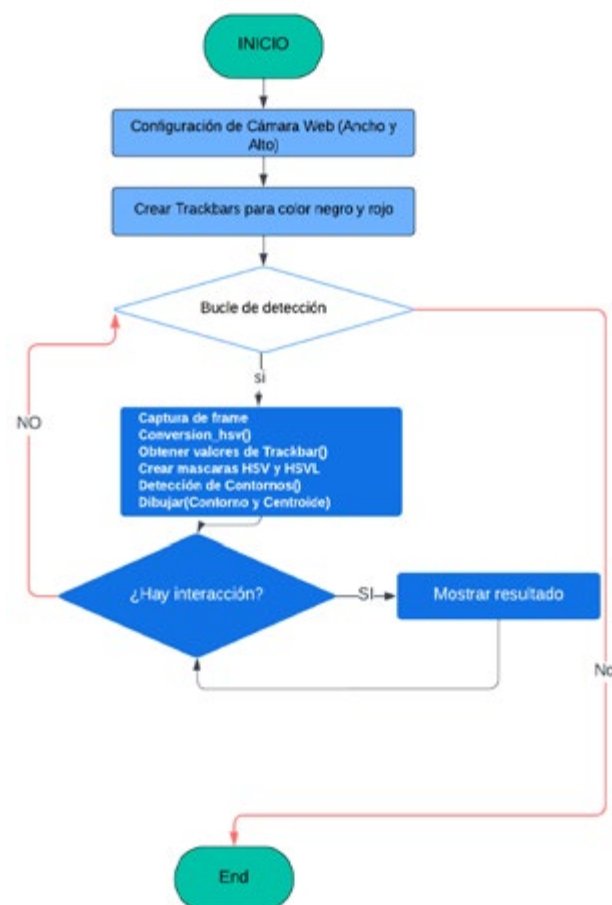 INICIO
Configuración de Cámara Web (Ancho y
Alto)
Crear Trackbars para color negro y rojo
Bucle de detección
si
NO
Captura de frame
Conversion_hsv()
Obtener valores de Trackbar()
Crear mascaras HSV y HSVL
Detección de Contornos()
Dibujar(Contorno y Centroide)
¿Hay interacción?
SI
Mostrar resultado
No
End